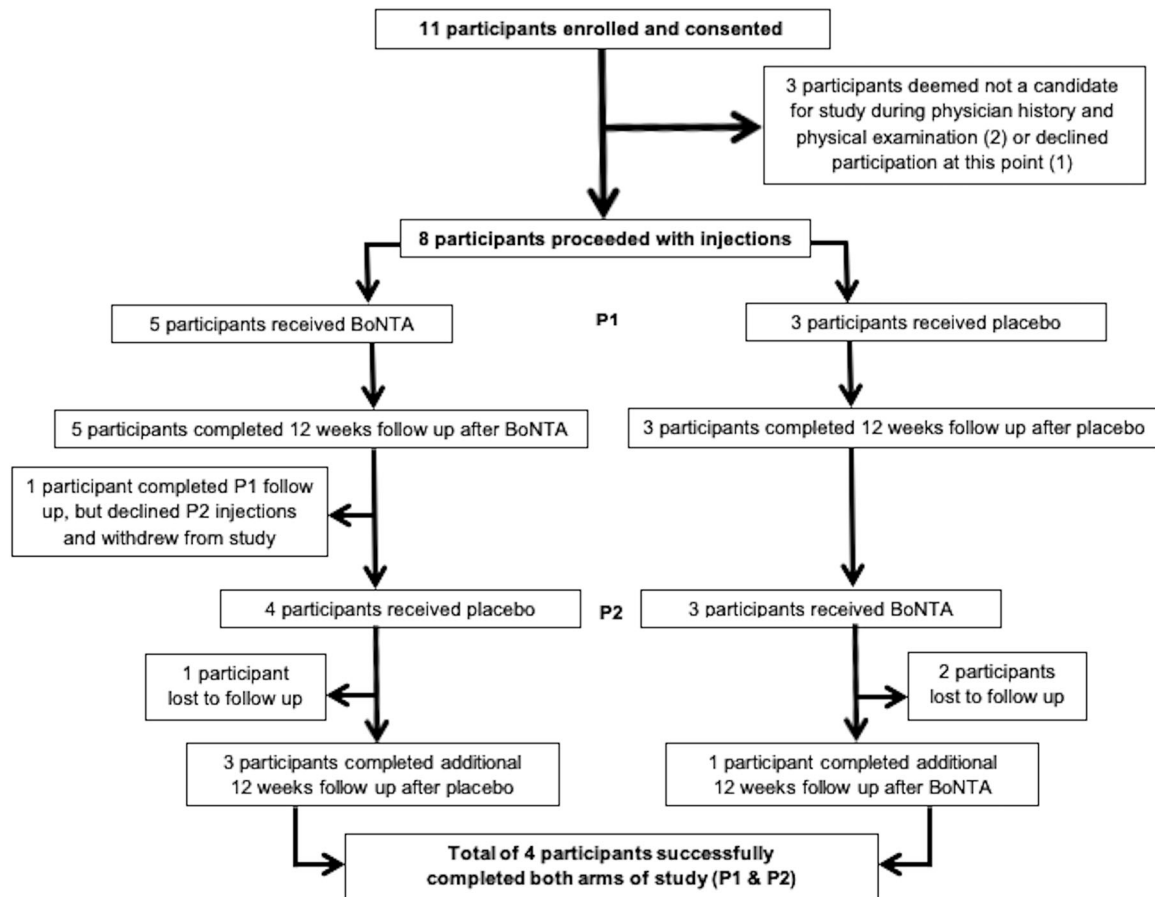 11 participants enrolled and consented
3 participants deemed not a candidate
for study during physician history and
physical examination (2) or declined
participation at this point (1)
8 participants proceeded with injections
5 participants received BoNTA
P1
3 participants received placebo
5 participants completed 12 weeks follow up after BoNTA
3 participants completed 12 weeks follow up after placebo
1 participant completed P1 follow
up, but declined P2 injections
and withdrew from study
4 participants received placebo
P2
3 participants received BoNTA
1 participant
lost to follow up
2 participants
lost to follow up
3 participants completed additional
12 weeks follow up after placebo
1 participant completed additional
12 weeks follow up after BoNTA
Total of 4 participants successfully
completed both arms of study (P1 & P2)